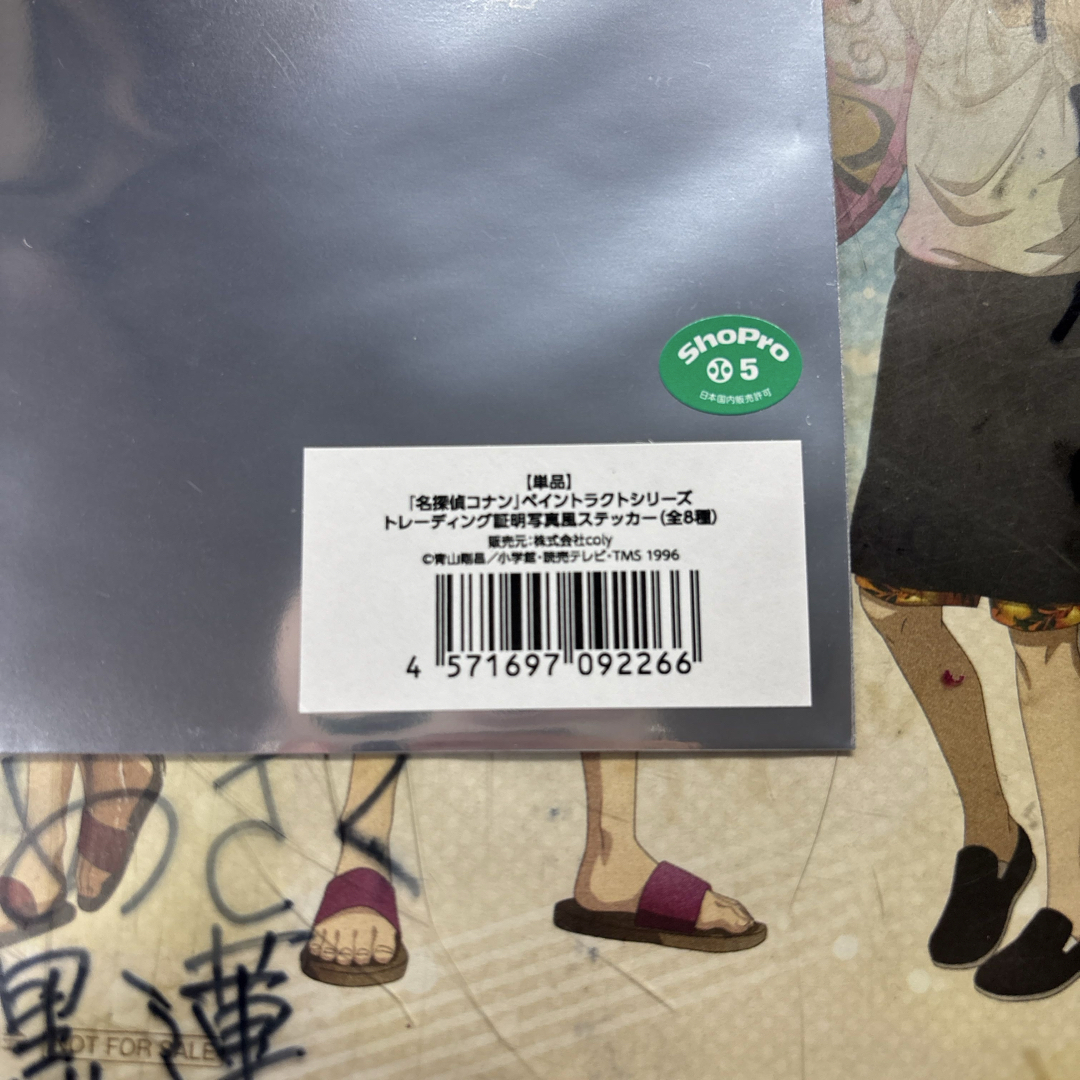 ShoPro
5
日本国内販売許可
【単品】
「名探偵コナン」ペイントラクトシリーズ
トレーディング証明写真風ステッカー(全8種)
販売元:株式会社coly
©青山剛昌/小学館・読売テレビ・TMS 1996
4 571697 092266
NOT FOR SALE